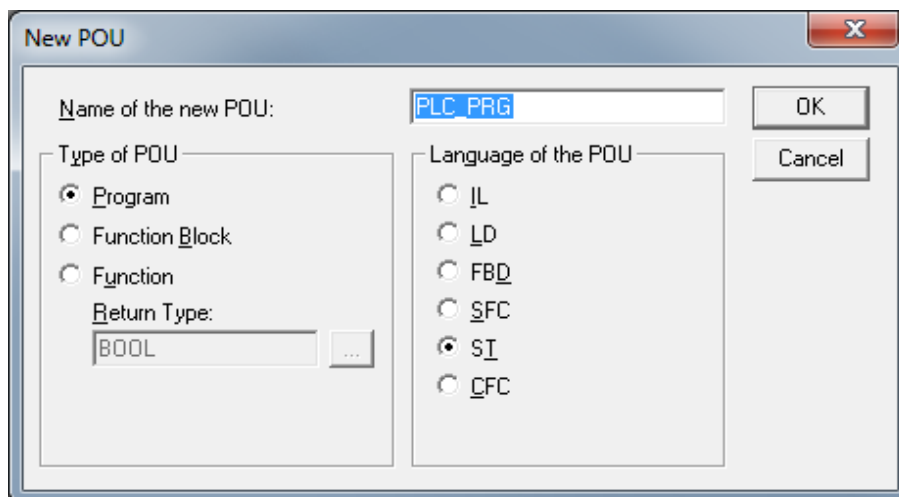 New POU
Name of the new POU:
PLC_PRG
OK
Cancel
Type of POU
Program
Function Block
Function
Return Type:
BOOL
...
Language of the POU
IL
LD
FBD
SFC
ST
CFC